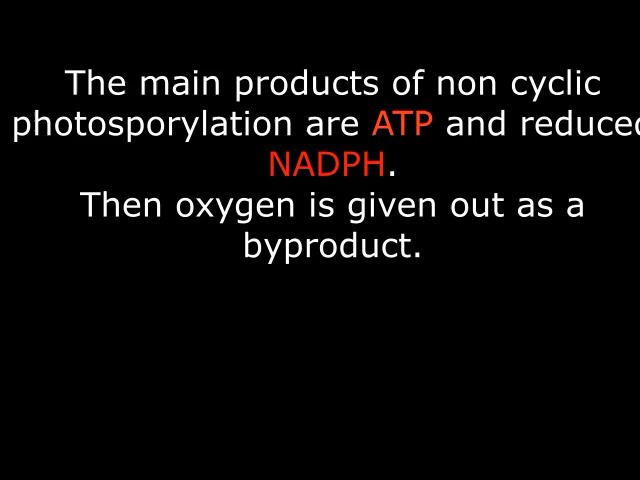 The main products of non cyclic
photosporylation are ATP and reduced
NADPH.
Then oxygen is given out as a
byproduct.